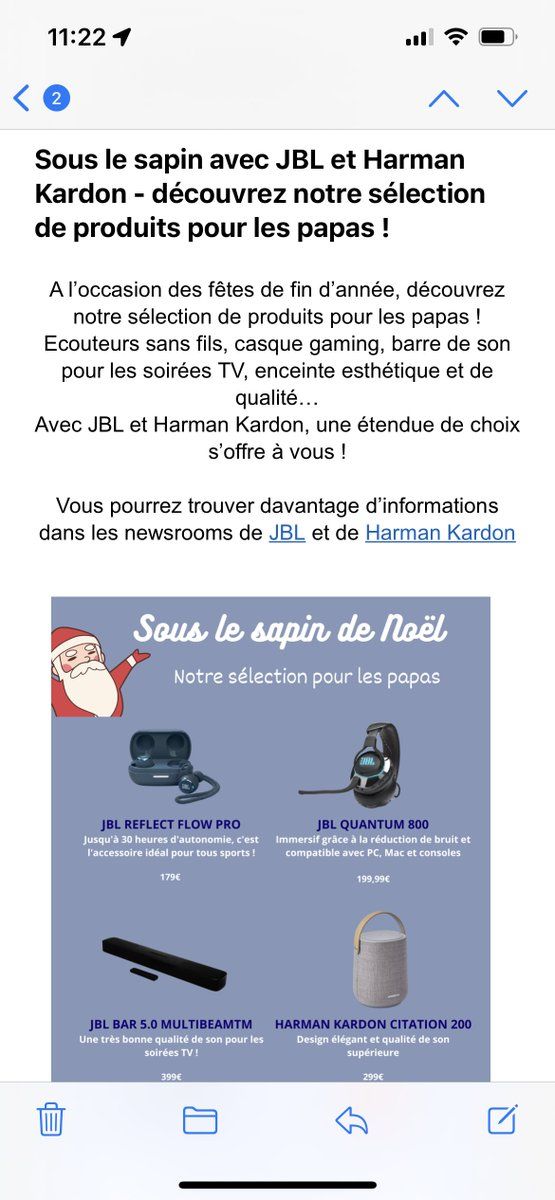 11:22
2
Sous le sapin avec JBL et Harman
Kardon - découvrez notre sélection
de produits pour les papas !
A l’occasion des fêtes de fin d’année, découvrez
notre sélection de produits pour les papas !
Ecouteurs sans fils, casque gaming, barre de son
pour les soirées TV, enceinte esthétique et de
qualité…
Avec JBL et Harman Kardon, une étendue de choix
s’offre à vous !
Vous pourrez trouver davantage d’informations
dans les newsrooms de JBL et de Harman Kardon
Sous le sapin de Noël
Notre sélection pour les papas
JBL
JBL REFLECT FLOW PRO
Jusqu'à 30 heures d'autonomie, c'est
l'accessoire idéal pour tous sports !
179€
JBL QUANTUM 800
Immersif grâce à la réduction de bruit et
compatible avec PC, Mac et consoles
199,99€
JBL BAR 5.0 MULTIBEAMTM
Une très bonne qualité de son pour les
soirées TV !
399€
HARMAN KARDON CITATION 200
Design élégant et qualité de son
supérieure
299€